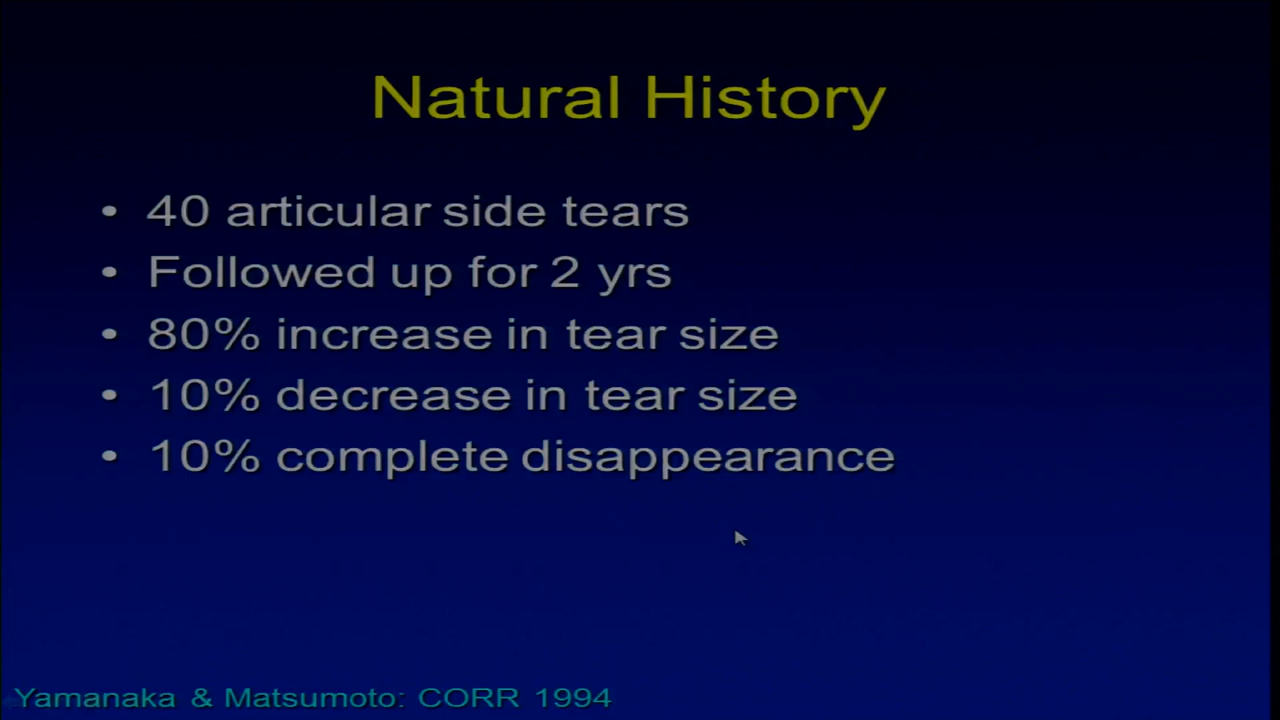 Natural History
• 40 articular side tears
• Followed up for 2 yrs
• 80% increase in tear size
• 10% decrease in tear size
• 10% complete disappearance
Yamanaka & Matsumoto: CORR 1994